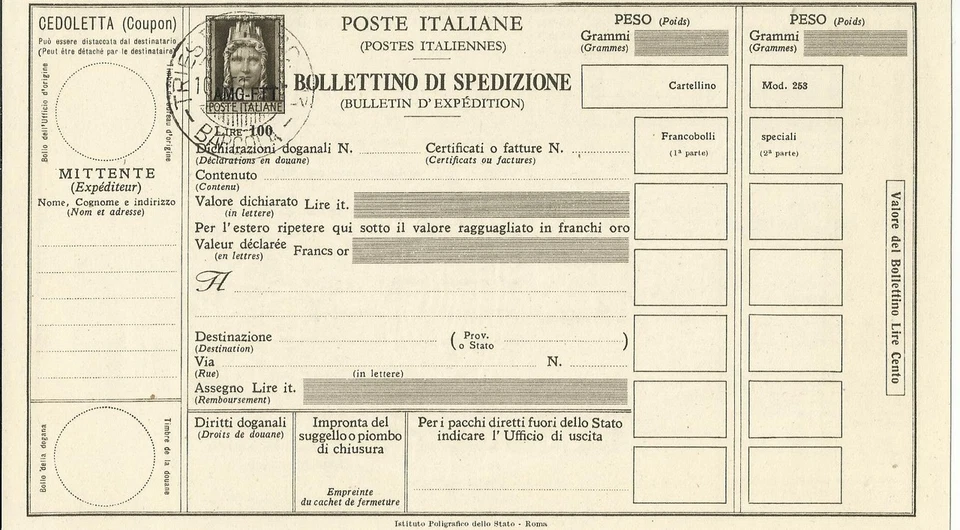 CEDOLETTA (Coupon)
Può essere distaccata dal destinatario
(Peut être détaché par le destinataire)
Bollo dell'Ufficio d'origine
Timbre du bureau d'origine
MITTENTE
(Expéditeur)
Nome, Cognome e indirizzo
(Nom et adresse)
Bollo della dogana
Timbre de la douane
TRIESTE
10
BARCOLA
AMG-FTT
POSTE ITALIANE
LIRE 100
POSTE ITALIANE
(POSTES ITALIENNES)
BOLLETTINO DI SPEDIZIONE
(BULLETIN D'EXPÉDITION)
Dichiarazioni doganali N.
(Déclarations en douane)
Certificati o fatture N.
(Certificats ou factures)
Contenuto
(Contenu)
Valore dichiarato Lire it.
(in lettere)
Per l'estero ripetere qui sotto il valore ragguagliato in franchi oro
Valeur déclarée Francs or
(en lettres)
A
Destinazione
(Destination)
( Prov. o Stato )
Via
(Rue)
N.
(in lettere)
Assegno Lire it.
(Remboursement)
Diritti doganali
(Droits de douane)
Impronta del
suggello o piombo
di chiusura
Empreinte
du cachet de fermeture
Per i pacchi diretti fuori dello Stato
indicare l'Ufficio di uscita
PESO (Poids)
Grammi
(Grammes)
Cartellino
Francobolli
(1ª parte)
PESO (Poids)
Grammi
(Grammes)
Mod. 253
speciali
(2ª parte)
Valore del Bollettino Lire Cento
Istituto Poligrafico dello Stato - Roma